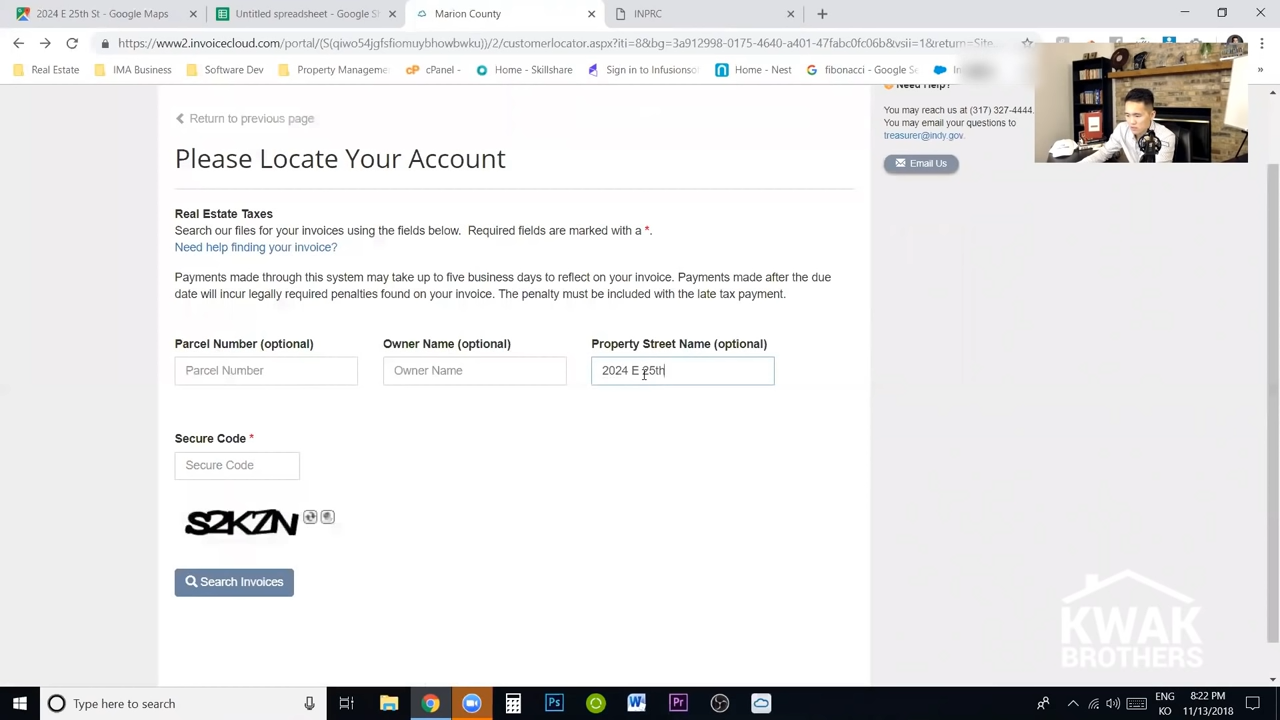 2024 E 25th St - Google Maps
Untitled spreadsheet - Google S
Marion County
INPRC
https://www2.invoicecloud.com/portal/(S(qiwo54jgfsfiomuybhowbwku))/2/customerlocator.aspx?iti=8&bg=3a912998-0175-4640-a401-47fabc0fc06b&vsii=1&return=Site
Real Estate
IMA Business
Software Dev
Property Manageme
cPanel -
Home - Skillshare
Sign in to Infusionsof
Home - Nest
fibonacci - Google Se
Return to previous page
Please Locate Your Account
Real Estate Taxes
Search our files for your invoices using the fields below. Required fields are marked with a *.
Need help finding your invoice?
Payments made through this system may take up to five business days to reflect on your invoice. Payments made after the due
date will incur legally required penalties found on your invoice. The penalty must be included with the late tax payment.
Parcel Number (optional)
Owner Name (optional)
Property Street Name (optional)
Parcel Number
Owner Name
2024 E 25th
Secure Code *
Secure Code
S2K7N
Search Invoices
Need Help?
You may reach us at (317) 327-4444.
You may email your questions to
treasurer@indy.gov.
Email Us
KWAK
BROTHERS
Type here to search
ENG
KO
8:22 PM
11/13/2018